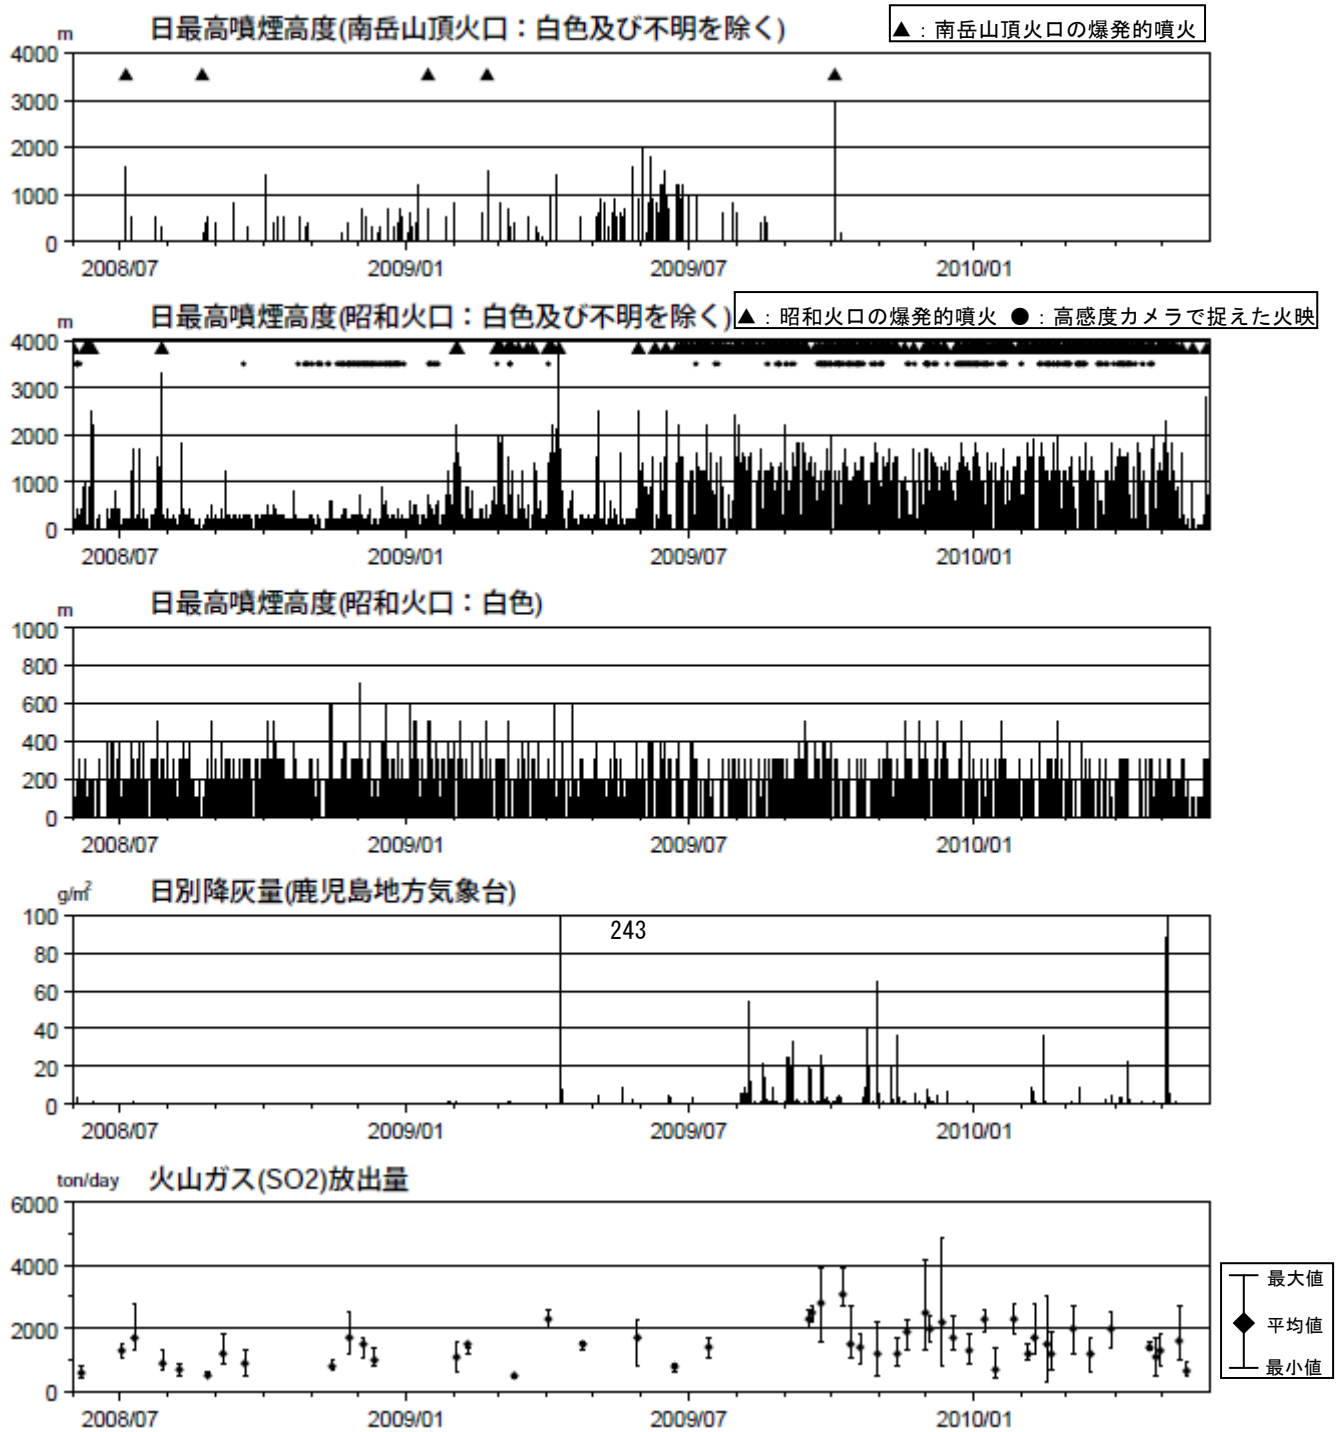 m 日最高噴煙高度(南岳山頂火口：白色及び不明を除く)
▲：南岳山頂火口の爆発的噴火
4000
3000
2000
1000
0
2008/07 2009/01 2009/07 2010/01
m 日最高噴煙高度(昭和火口：白色及び不明を除く)
▲：昭和火口の爆発的噴火 ●：高感度カメラで捉えた火映
4000
3000
2000
1000
0
2008/07 2009/01 2009/07 2010/01
m 日最高噴煙高度(昭和火口：白色)
1000
800
600
400
200
0
2008/07 2009/01 2009/07 2010/01
g/m² 日別降灰量(鹿児島地方気象台)
100
243
80
60
40
20
0
2008/07 2009/01 2009/07 2010/01
ton/day 火山ガス(SO2)放出量
6000
4000
2000
0
2008/07 2009/01 2009/07 2010/01
最大値
平均値
最小値